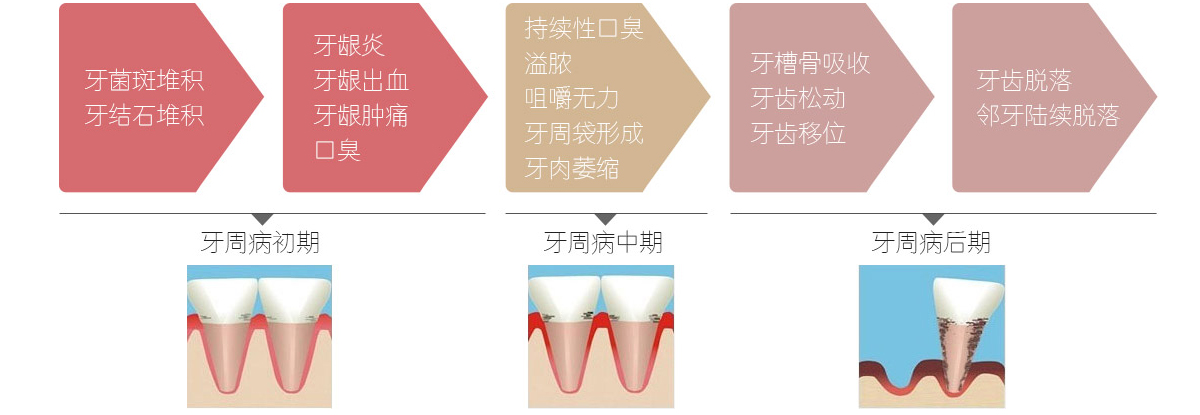 牙菌斑堆积
牙结石堆积
牙龈炎
牙龈出血
牙龈肿痛
口臭
持续性口臭
溢脓
咀嚼无力
牙周袋形成
牙肉萎缩
牙槽骨吸收
牙齿松动
牙齿移位
牙齿脱落
邻牙陆续脱落
牙周病初期
牙周病中期
牙周病后期